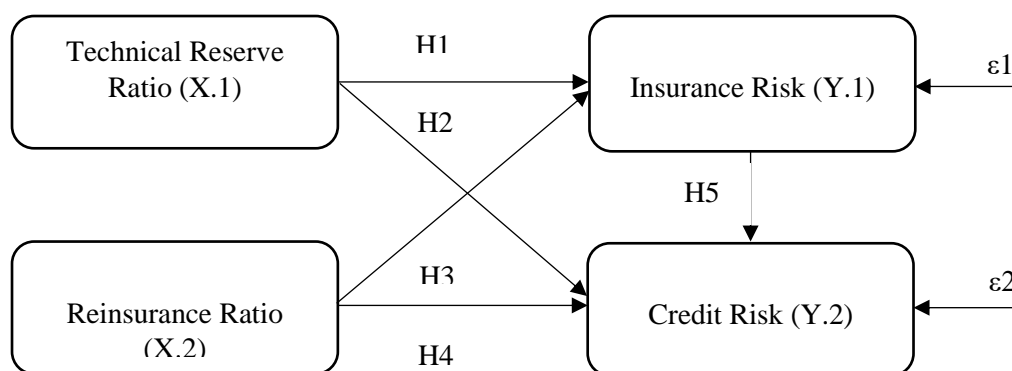 Technical Reserve
Ratio (X.1)
H1
Insurance Risk (Y.1)
ε1
H2
H5
H3
Reinsurance Ratio
(X.2)
H4
Credit Risk (Y.2)
ε2